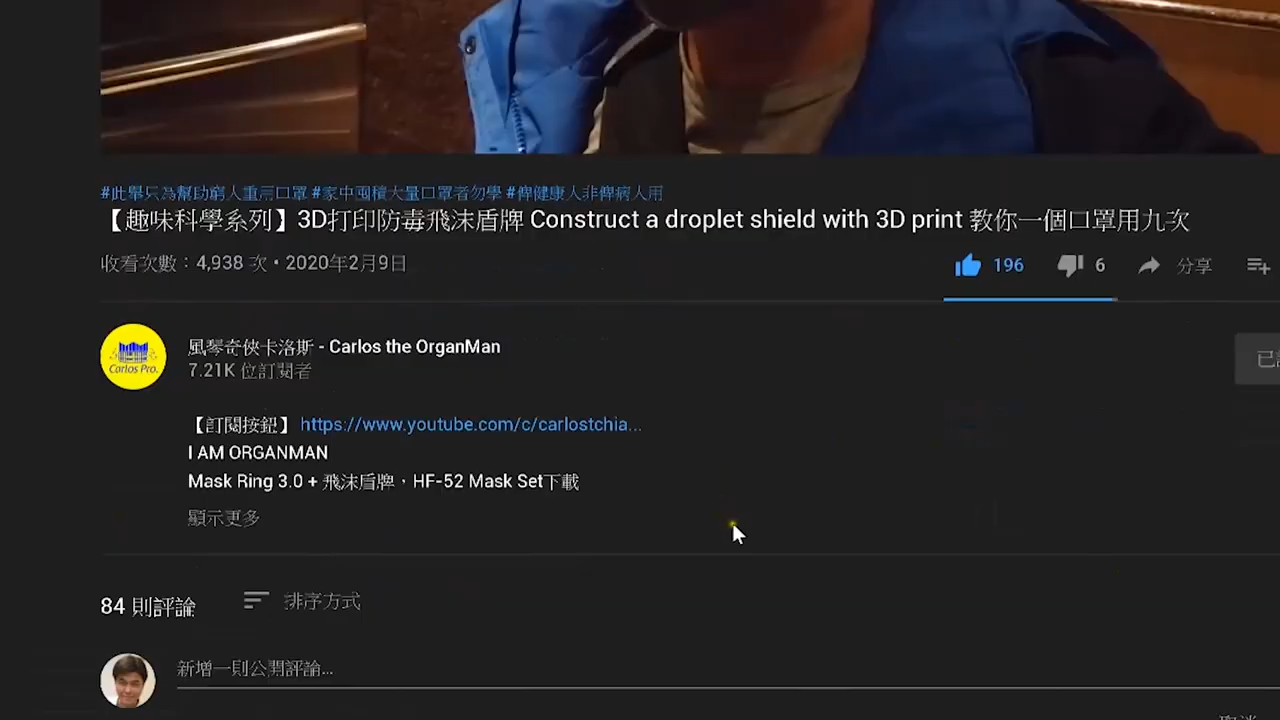 #此舉只為幫助窮人重用口罩 #家中囤積大量口罩者勿學 #俾健康人非俾病人用
【趣味科學系列】3D打印防毒飛沫盾牌 Construct a droplet shield with 3D print 教你一個口罩用九次
收看次數：4,938 次 • 2020年2月9日
196
6
分享
風琴奇俠卡洛斯 - Carlos the OrganMan
7.21K 位訂閱者
Carlos Pro.
已
【訂閱按鈕】 https://www.youtube.com/c/carlostchia...
I AM ORGANMAN
Mask Ring 3.0 + 飛沫盾牌，HF-52 Mask Set下載
顯示更多
84 則評論
排序方式
新增一則公開評論...